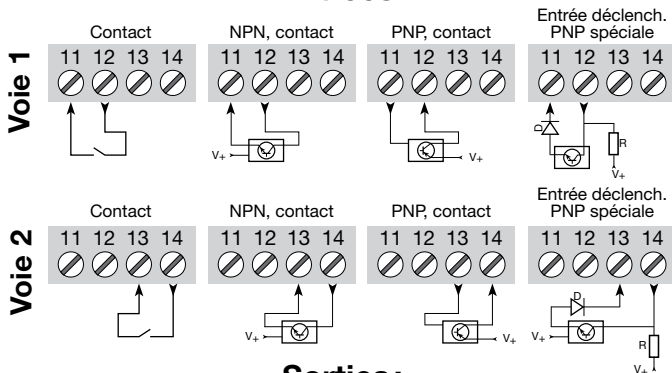 Entrée déclench.
Contact NPN, contact PNP, contact PNP spéciale
Voie 1
11 12 13 14 11 12 13 14 11 12 13 14 11 12 13 14
D
R
V+ V+ V+
Entrée déclench.
Contact NPN, contact PNP, contact PNP spéciale
Voie 2
11 12 13 14 11 12 13 14 11 12 13 14 11 12 13 14
D
V+ V+ V+
R
V+